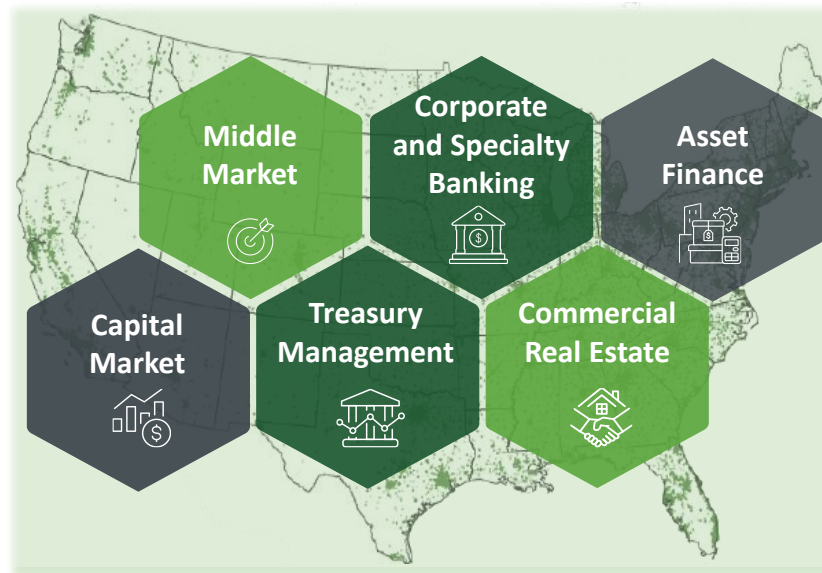 Middle
Market
Corporate
and Specialty
Banking
Asset
Finance
Capital
Market
Treasury
Management
Commercial
Real Estate